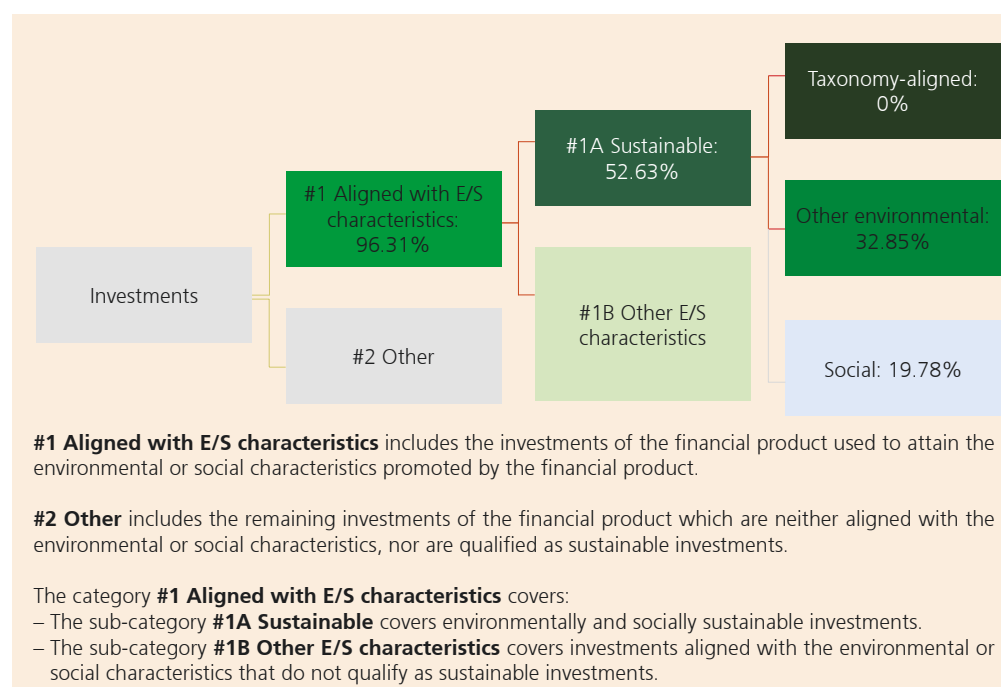 Taxonomy-aligned:
0%
#1A Sustainable:
52.63%
#1 Aligned with E/S
characteristics:
96.31%
Other environmental:
32.85%
Investments
#1B Other E/S
characteristics
#2 Other
Social: 19.78%
#1 Aligned with E/S characteristics includes the investments of the financial product used to attain the
environmental or social characteristics promoted by the financial product.
#2 Other includes the remaining investments of the financial product which are neither aligned with the
environmental or social characteristics, nor are qualified as sustainable investments.
The category #1 Aligned with E/S characteristics covers:
– The sub-category #1A Sustainable covers environmentally and socially sustainable investments.
– The sub-category #1B Other E/S characteristics covers investments aligned with the environmental or
social characteristics that do not qualify as sustainable investments.